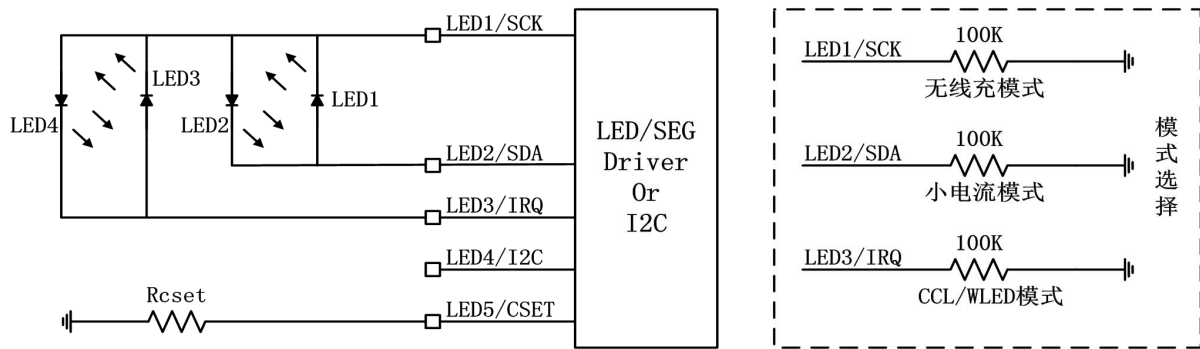 LED1/SCK
LED3
LED4
LED2
LED1
LED2/SDA
LED3/IRQ
LED4/I2C
Rcset
LED5/CSET
LED/SEG
Driver
Or
I2C
LED1/SCK
100K
无线充模式
LED2/SDA
100K
小电流模式
LED3/IRQ
100K
CCL/WLED模式
模式选择